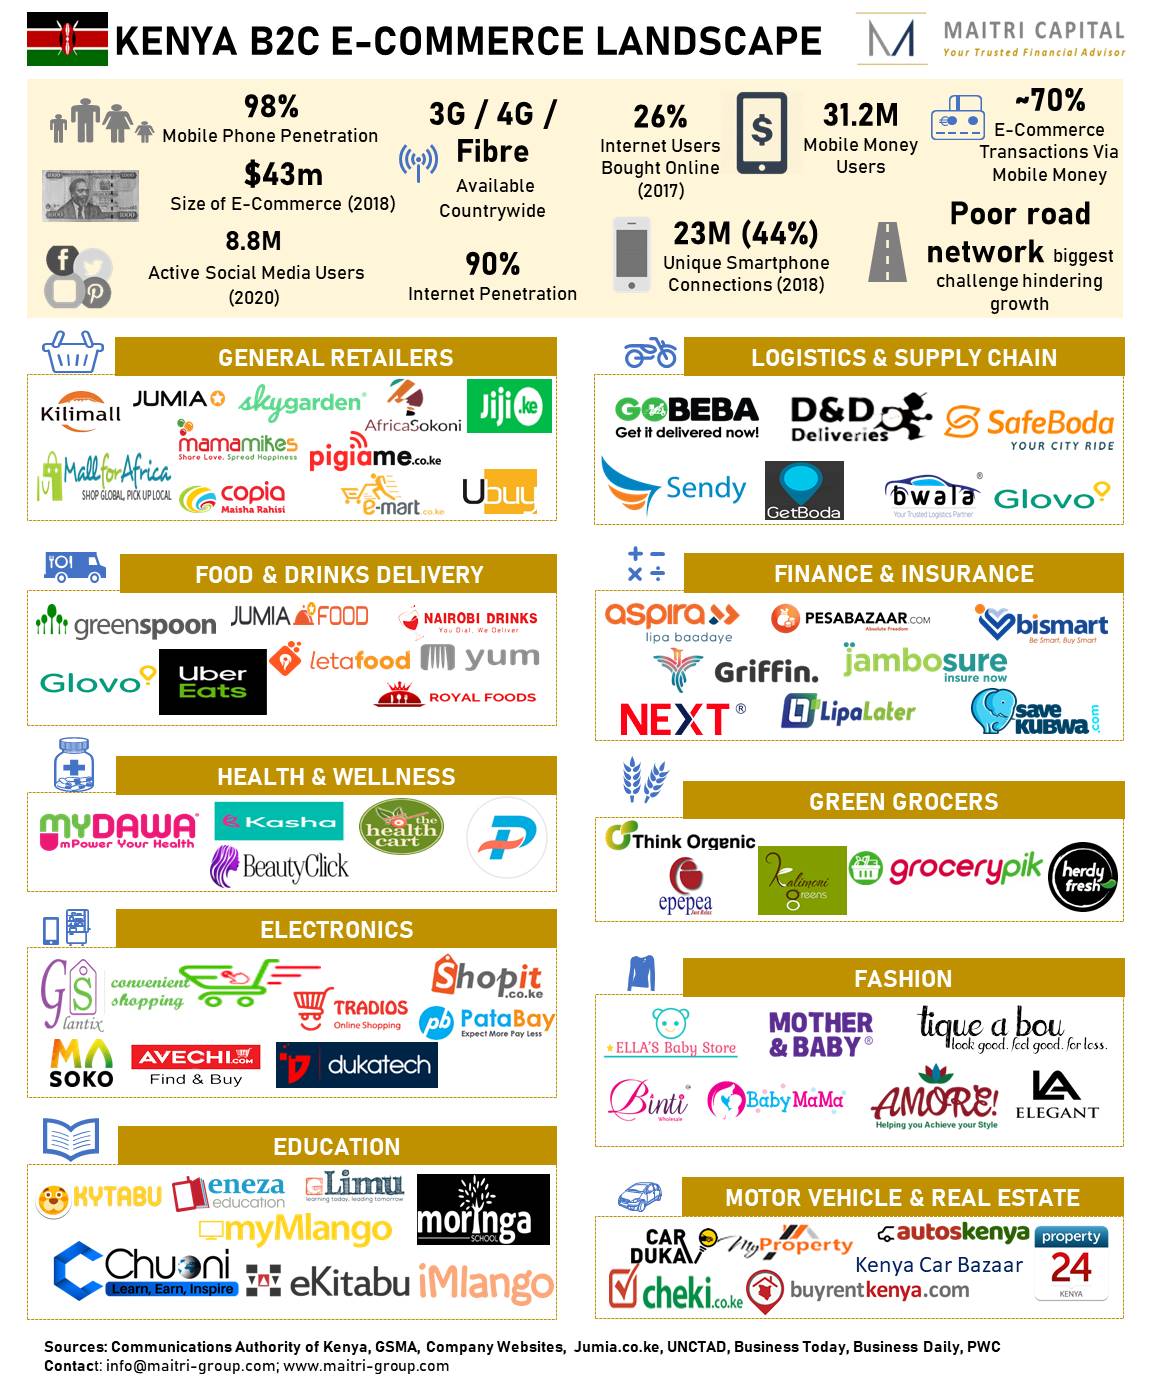 KENYA B2C E-COMMERCE LANDSCAPE
MAITRI CAPITAL
Your Trusted Financial Advisor
98%
Mobile Phone Penetration
$43m
Size of E-Commerce (2018)
8.8M
Active Social Media Users
(2020)
3G / 4G /
Fibre
Available
Countrywide
90%
Internet Penetration
26%
Internet Users
Bought Online
(2017)
31.2M
Mobile Money
Users
23M (44%)
Unique Smartphone
Connections (2018)
~70%
E-Commerce
Transactions Via
Mobile Money
Poor road
network biggest
challenge hindering
growth
GENERAL RETAILERS
Kilimall
JUMIA
skygarden
AfricaSokoni
Jiji.ke
mamamikes
Share Love. Spread Happiness
pigiame.co.ke
Mall for Africa
SHOP GLOBAL, PICK UP LOCAL
copia
Maisha Rahisi
e-mart.co.ke
Ubuy
LOGISTICS & SUPPLY CHAIN
GOBEBA
Get it delivered now!
D&D
Deliveries
SafeBoda
YOUR CITY RIDE
Sendy
GetBoda
bwala®
Your Trusted Logistics Partner
Glovo
FOOD & DRINKS DELIVERY
greenspoon
JUMIA FOOD
NAIROBI DRINKS
You Dial, We Deliver
Glovo
Uber
Eats
letafood
yum
ROYAL FOODS
FINANCE & INSURANCE
aspira
lipa baadaye
PESABAZAAR.COM
Absolute Freedom
bismart
Be Smart, Buy Smart
Griffin.
jambosure
insure now
NEXT®
LipaLater
save
KUBWA.com
HEALTH & WELLNESS
MYDAWA
mPower Your Health
Kasha
the
health
cart
BeautyClick
P
GREEN GROCERS
Think Organic
epepea
Just Relax
Kalimoni
greens
grocerypik
herdy
fresh
ELECTRONICS
GS
lantix
convenient
shopping
TRADIOS
Online Shopping
Shopit
.co.ke
pb PataBay
Expect More Pay Less
MA
SOKO
AVECHI.COM
Find & Buy
dukatech
FASHION
ELLA'S Baby Store
MOTHER
& BABY®
tique a bou
look good. feel good. for less.
Binti
Wholesale
Baby MaMa
AMORE!
Helping you Achieve your Style
LA
ELEGANT
EDUCATION
KYTABU
eneza
education
eLimu
learning today, leading tomorrow
myMlango
moringa
SCHOOL
Chuoni
Learn, Earn, Inspire
eKitabu
iMlango
MOTOR VEHICLE & REAL ESTATE
CAR
DUKA
MyProperty
autoskenya
Kenya Car Bazaar
property
24
KENYA
cheki.co.ke
buyrentkenya.com
Sources: Communications Authority of Kenya, GSMA, Company Websites, Jumia.co.ke, UNCTAD, Business Today, Business Daily, PWC
Contact: info@maitri-group.com; www.maitri-group.com